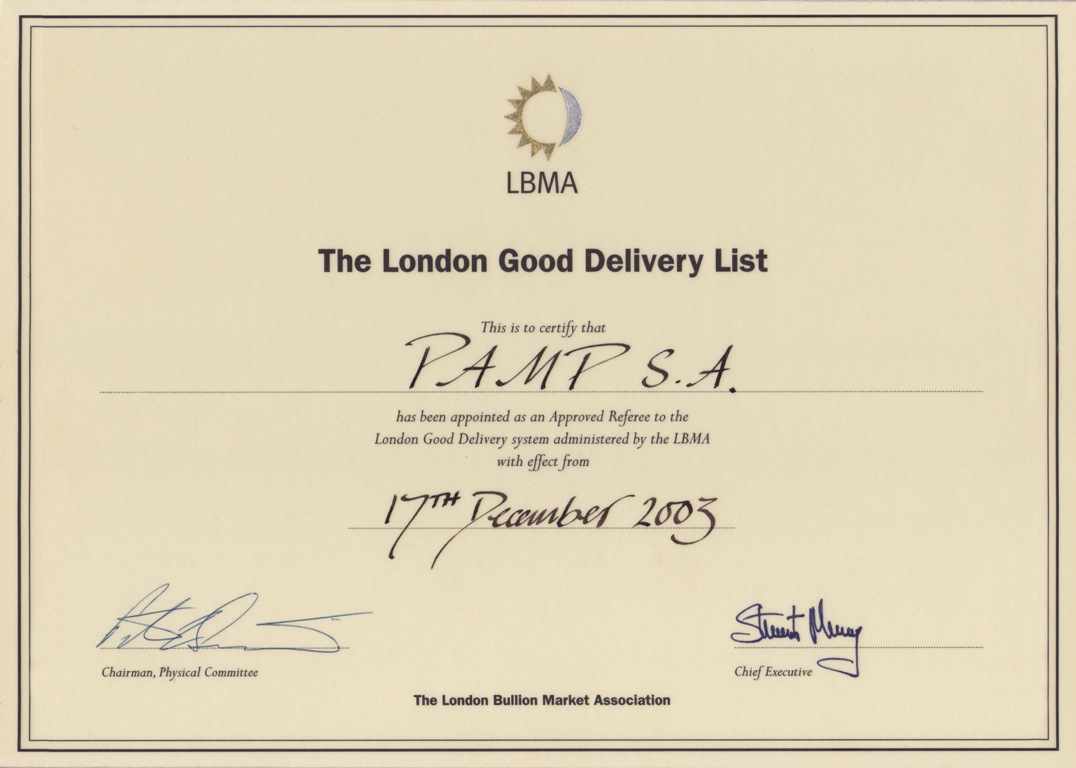 LBMA
The London Good Delivery List
This is to certify that
PAMP S.A.
has been appointed as an Approved Referee to the
London Good Delivery system administered by the LBMA
with effect from
17TH December 2003
Stewart Murray
Chairman, Physical Committee
Chief Executive
The London Bullion Market Association